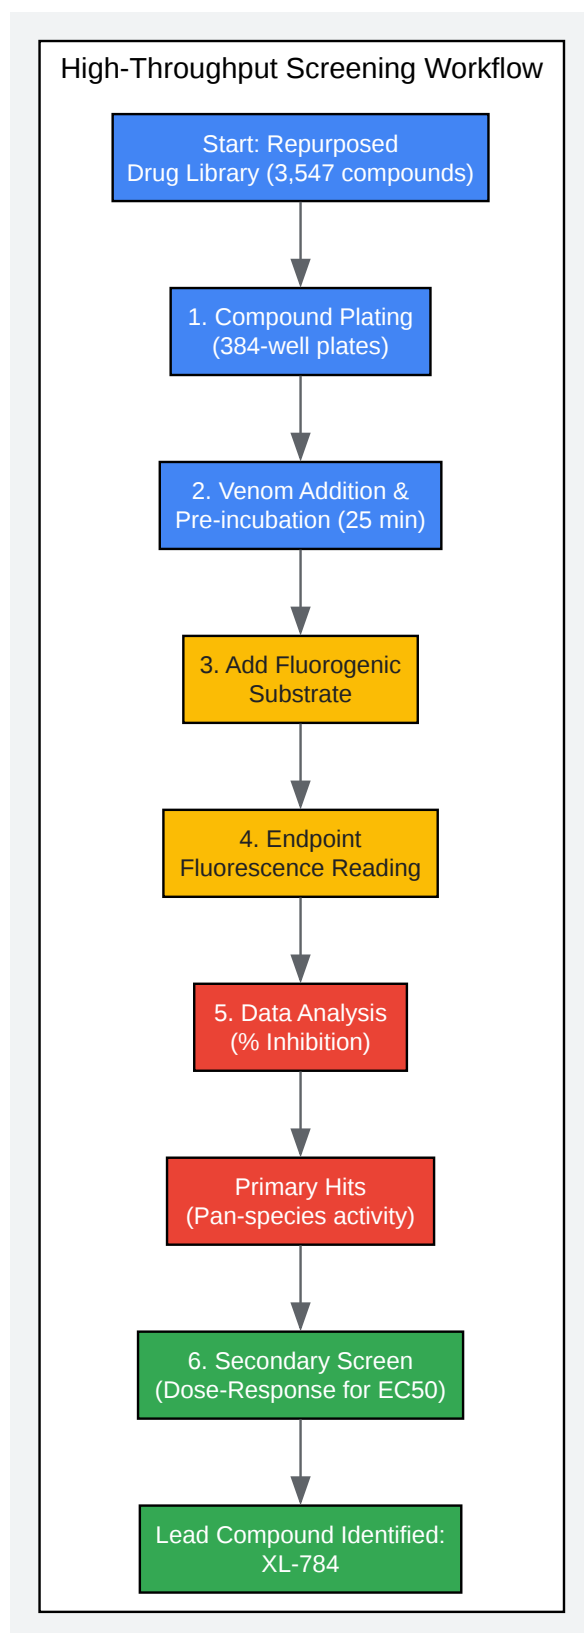 High-Throughput Screening Workflow
Start: Repurposed
Drug Library (3,547 compounds)
1. Compound Plating
(384-well plates)
2. Venom Addition &
Pre-incubation (25 min)
3. Add Fluorogenic
Substrate
4. Endpoint
Fluorescence Reading
5. Data Analysis
(% Inhibition)
Primary Hits
(Pan-species activity)
6. Secondary Screen
(Dose-Response for EC50)
Lead Compound Identified:
XL-784